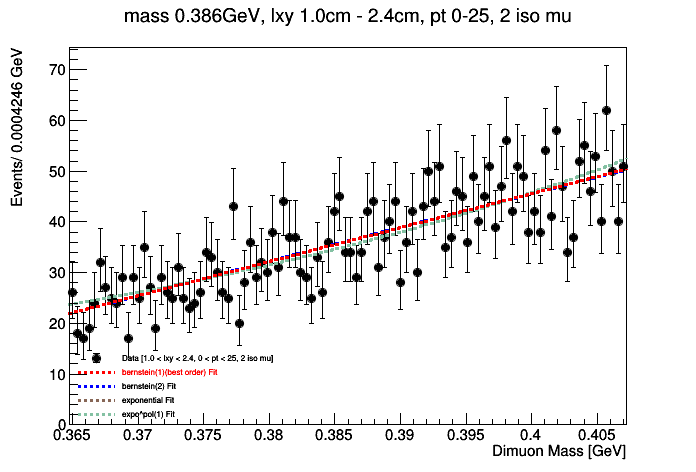 mass 0.386GeV, lxy 1.0cm - 2.4cm, pt 0-25, 2 iso mu
Events/ 0.0004246 GeV
70
60
50
40
30
20
10
0
Data [1.0 < lxy < 2.4, 0 < pt < 25, 2 iso mu]
bernstein(1)(best order) Fit
bernstein(2) Fit
exponential Fit
expo*pol(1) Fit
0.365 0.37 0.375 0.38 0.385 0.39 0.395 0.4 0.405
Dimuon Mass [GeV]